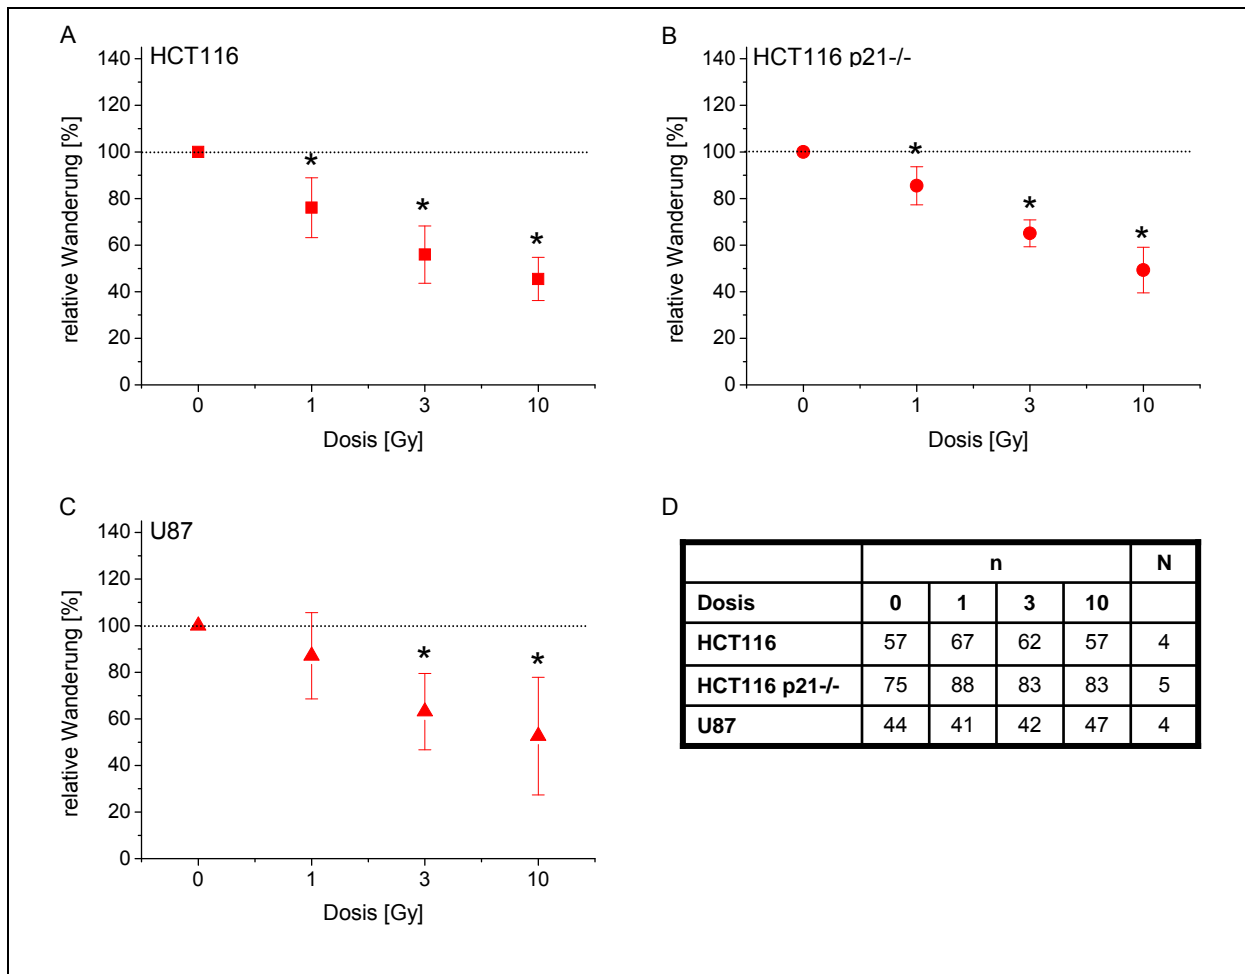 A
HCT116
140
120
100
80
60
40
20
0
relative Wanderung [%]
*
*
*
0 1 3 10
Dosis [Gy]
B
HCT116 p21-/-
140
120
100
80
60
40
20
0
relative Wanderung [%]
*
*
*
0 1 3 10
Dosis [Gy]
C
U87
140
120
100
80
60
40
20
0
relative Wanderung [%]
*
*
0 1 3 10
Dosis [Gy]
D
n N
Dosis 0 1 3 10
HCT116 57 67 62 57 4
HCT116 p21-/- 75 88 83 83 5
U87 44 41 42 47 4